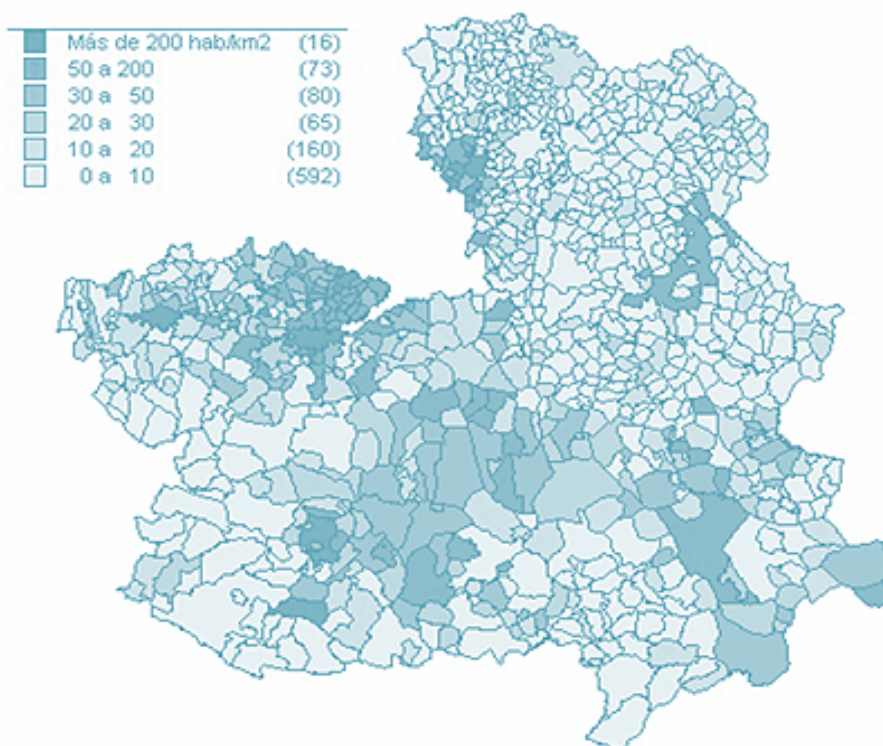 Más de 200 hab/km2 (16)
50 a 200 (73)
30 a 50 (80)
20 a 30 (65)
10 a 20 (160)
0 a 10 (592)